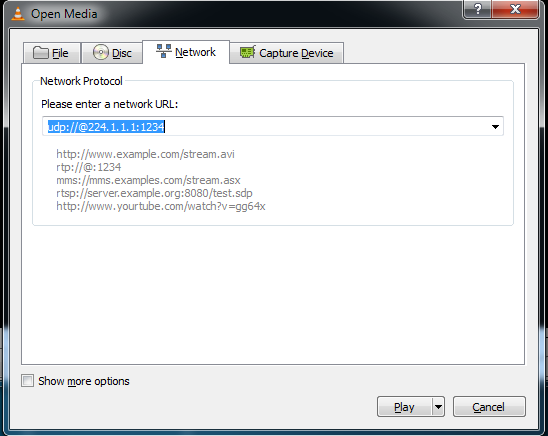 Open Media
?
File
Disc
Network
Capture Device
Network Protocol
Please enter a network URL:
udp://@224.1.1.1:1234
http://www.example.com/stream.avi
rtp://@:1234
mms://mms.examples.com/stream.asx
rtsp://server.example.org:8080/test.sdp
http://www.yourtube.com/watch?v=gg64x
Show more options
Play
Cancel